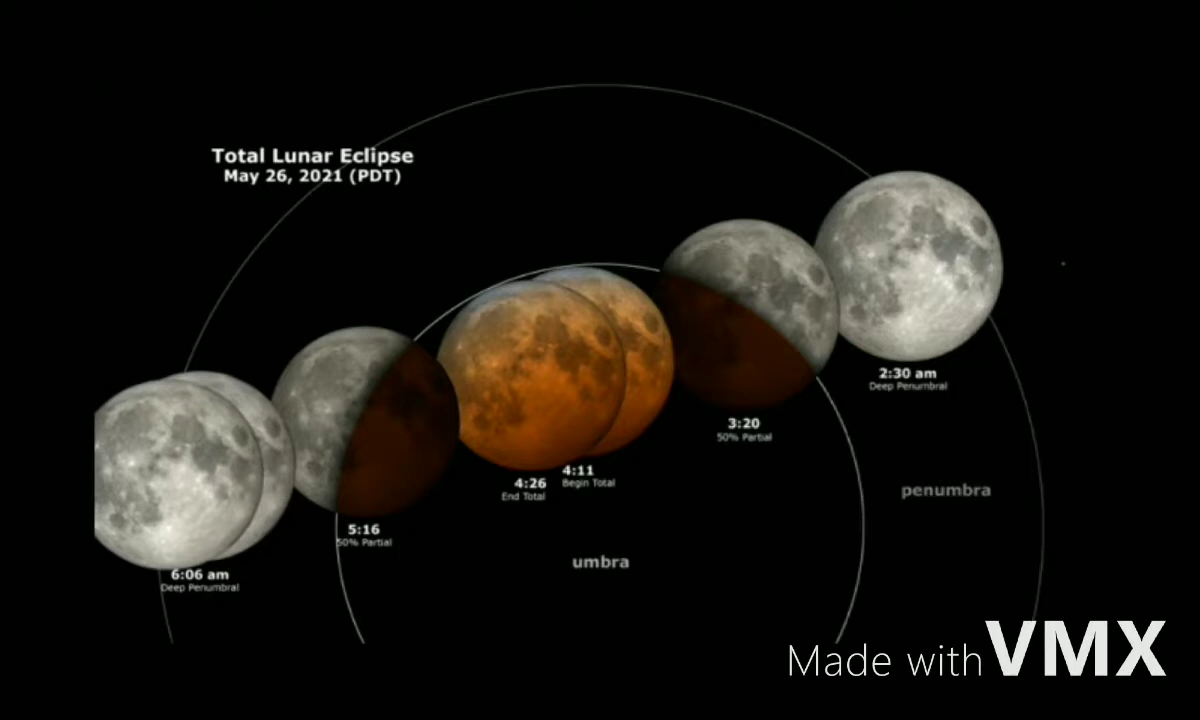 Total Lunar Eclipse
May 26, 2021 (PDT)
2:30 am
Deep Penumbral
3:20
50% Partial
4:11
Begin Total
4:26
End Total
penumbra
5:16
50% Partial
umbra
6:06 am
Deep Penumbral
Made with VMX